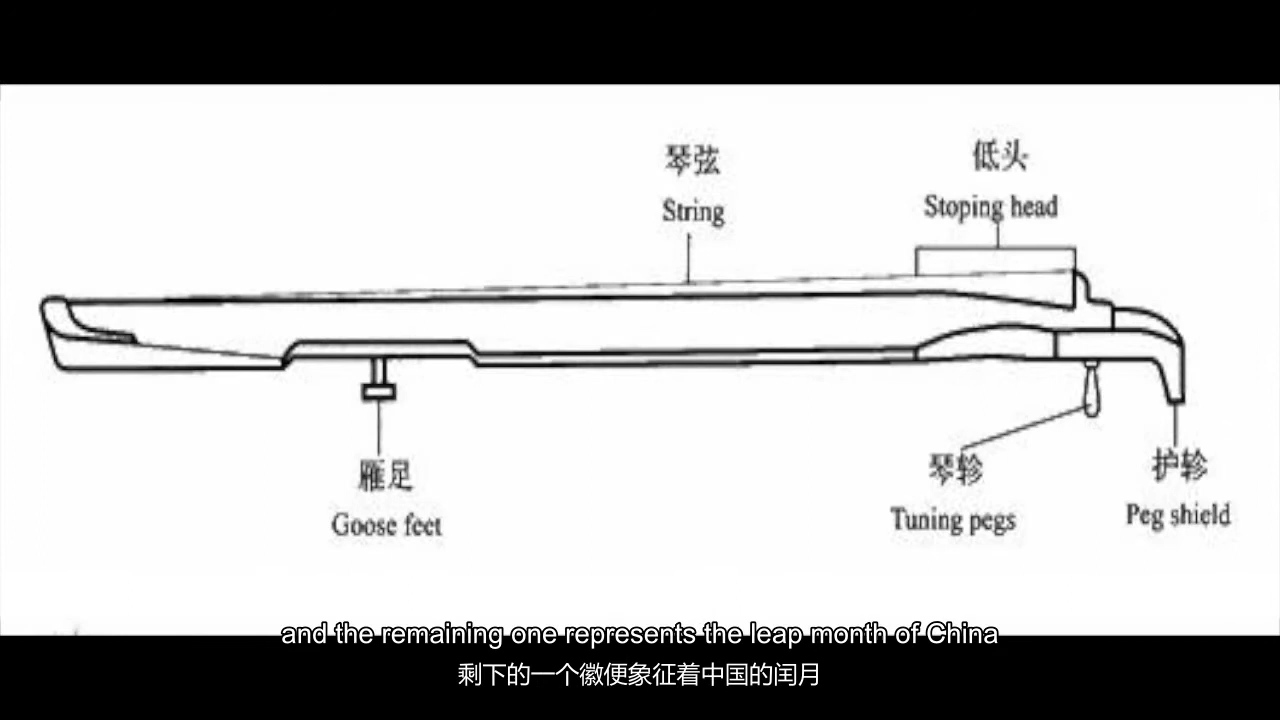 琴弦
String
低头
Stoping head
雁足
Goose feet
琴轸
Tuning pegs
护轸
Peg shield
and the remaining one represents the leap month of China
剩下的一个徽便象征着中国的闰月